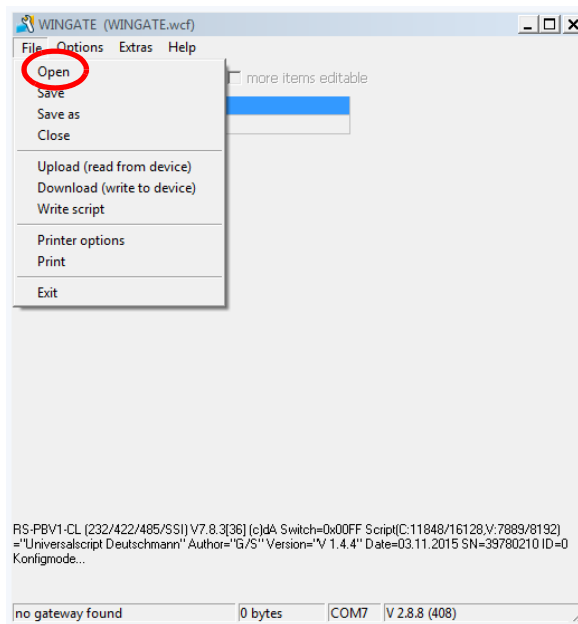 WINGATE (WINGATE.wcf)
File Options Extras Help
Open
more items editable
Save
Save as
Close
Upload (read from device)
Download (write to device)
Write script
Printer options
Print
Exit
RS-PBV1-CL (232/422/485/SSI) V7.8.3[36] (c)dA Switch=0x00FF Script(C:11848/16128,V:7889/8192)
="Universalscript Deutschmann" Author="G/S" Version="V 1.4.4" Date=03.11.2015 SN=39780210 ID=0
Konfigmode...
no gateway found 0 bytes COM7 V 2.8.8 (408)